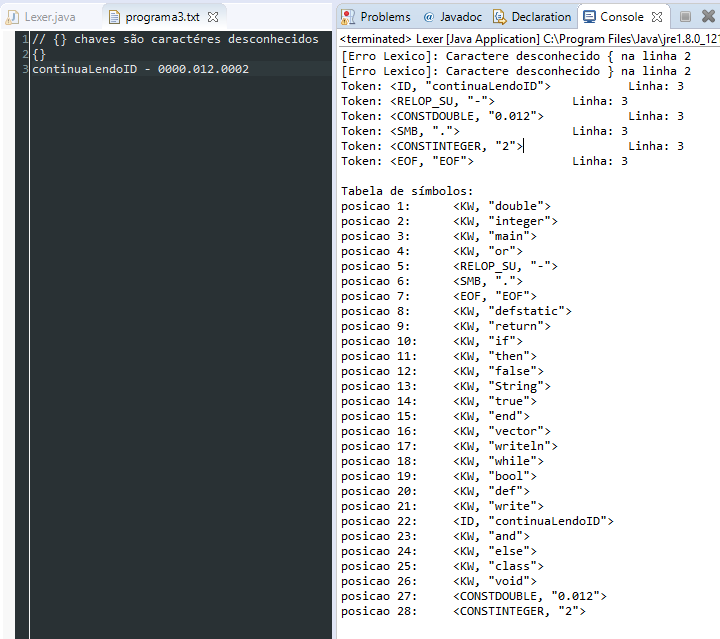 Lexer.java
programa3.txt
1 // {} chaves são caractéres desconhecidos
2 {}
3 continuaLendoID - 0000.012.0002
Problems @ Javadoc Declaration Console
<terminated> Lexer [Java Application] C:\Program Files\Java\jre1.8.0_121
[Erro Lexico]: Caractere desconhecido { na linha 2
[Erro Lexico]: Caractere desconhecido } na linha 2
Token: <ID, "continuaLendoID"> Linha: 3
Token: <RELOP_SU, "-"> Linha: 3
Token: <CONSTDOUBLE, "0.012"> Linha: 3
Token: <SMB, "."> Linha: 3
Token: <CONSTINTEGER, "2"> Linha: 3
Token: <EOF, "EOF"> Linha: 3
Tabela de símbolos:
posicao 1: <KW, "double">
posicao 2: <KW, "integer">
posicao 3: <KW, "main">
posicao 4: <KW, "or">
posicao 5: <RELOP_SU, "-">
posicao 6: <SMB, ".">
posicao 7: <EOF, "EOF">
posicao 8: <KW, "defstatic">
posicao 9: <KW, "return">
posicao 10: <KW, "if">
posicao 11: <KW, "then">
posicao 12: <KW, "false">
posicao 13: <KW, "String">
posicao 14: <KW, "true">
posicao 15: <KW, "end">
posicao 16: <KW, "vector">
posicao 17: <KW, "writeln">
posicao 18: <KW, "while">
posicao 19: <KW, "bool">
posicao 20: <KW, "def">
posicao 21: <KW, "write">
posicao 22: <ID, "continuaLendoID">
posicao 23: <KW, "and">
posicao 24: <KW, "else">
posicao 25: <KW, "class">
posicao 26: <KW, "void">
posicao 27: <CONSTDOUBLE, "0.012">
posicao 28: <CONSTINTEGER, "2">